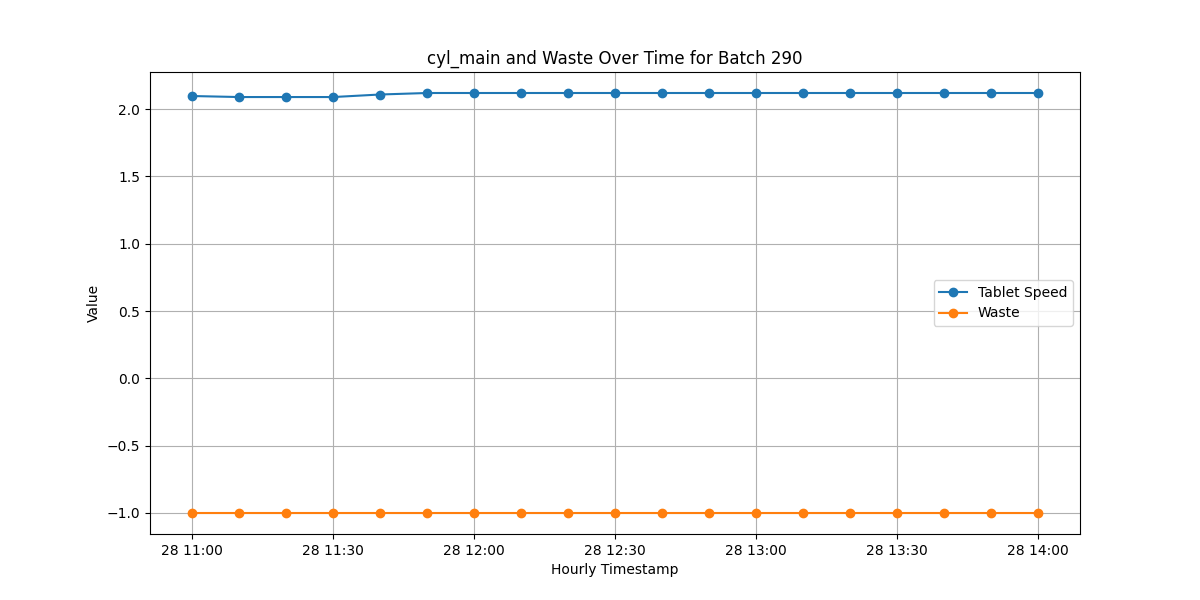 cyl_main and Waste Over Time for Batch 290
2.0
1.5
1.0
0.5
0.0
−0.5
−1.0
Value
Tablet Speed
Waste
28 11:00 28 11:30 28 12:00 28 12:30 28 13:00 28 13:30 28 14:00
Hourly Timestamp